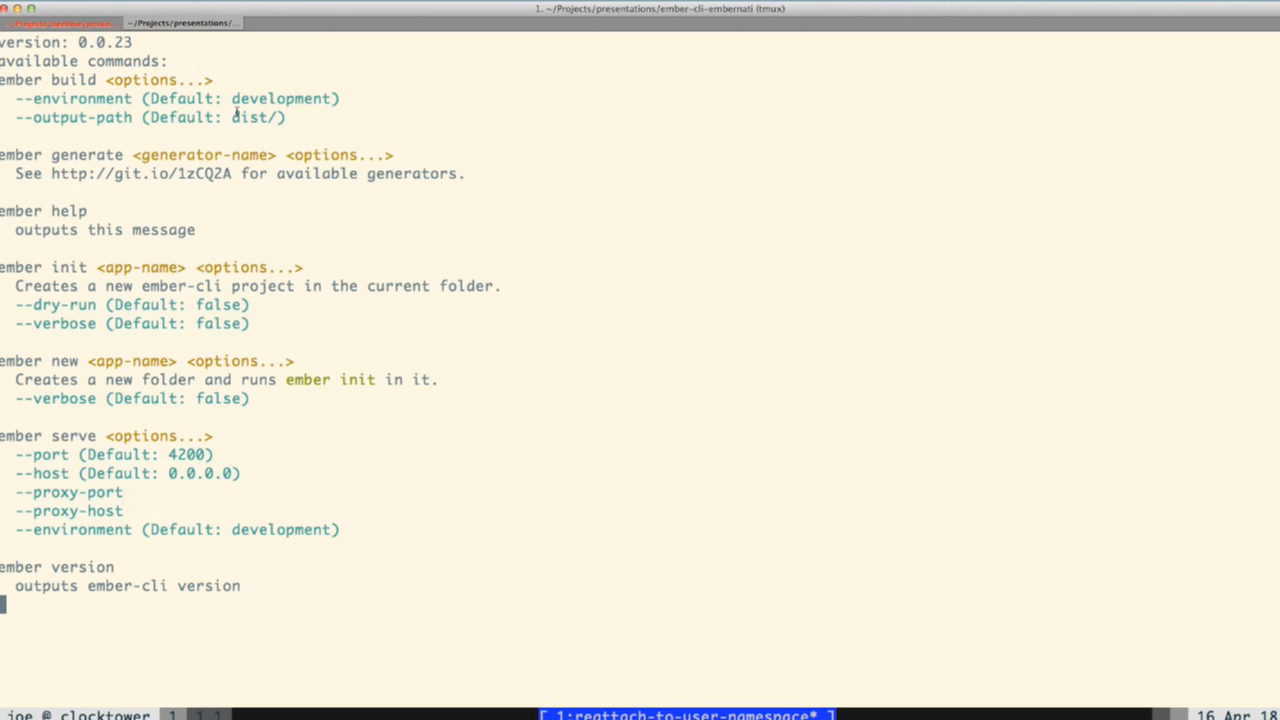 1. ~/Projects/presentations/ember-cli-embernati (tmux)
~/Projects/presentations/...
version: 0.0.23
available commands:
ember build <options...>
--environment (Default: development)
--output-path (Default: dist/)
ember generate <generator-name> <options...>
See http://git.io/1zCQ2A for available generators.
ember help
outputs this message
ember init <app-name> <options...>
Creates a new ember-cli project in the current folder.
--dry-run (Default: false)
--verbose (Default: false)
ember new <app-name> <options...>
Creates a new folder and runs ember init in it.
--verbose (Default: false)
ember serve <options...>
--port (Default: 4200)
--host (Default: 0.0.0.0)
--proxy-port
--proxy-host
--environment (Default: development)
ember version
outputs ember-cli version
joe @ clocktower 1 1 1 [ 1:reattach-to-user-namespace* ] 16 Apr 18